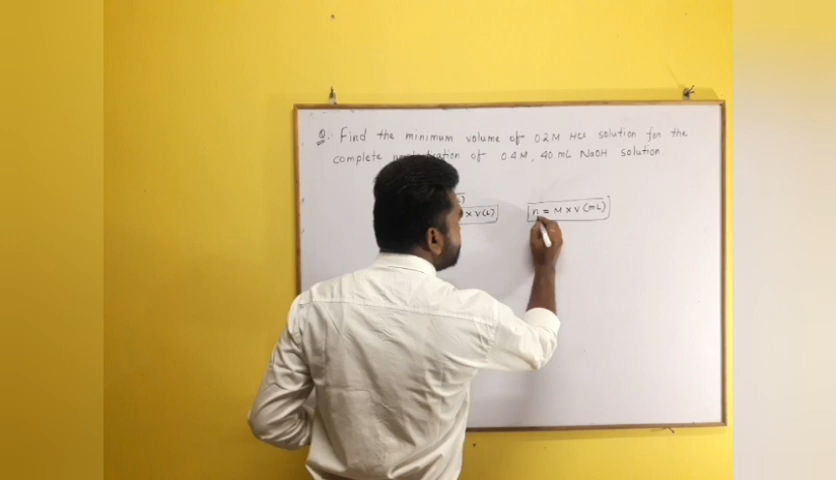 Q: Find the minimum volume of 0.2M HCl solution for the
complete of 0.4M, 40 mL NaOH solution
x V(L)
n = M x V (mL)